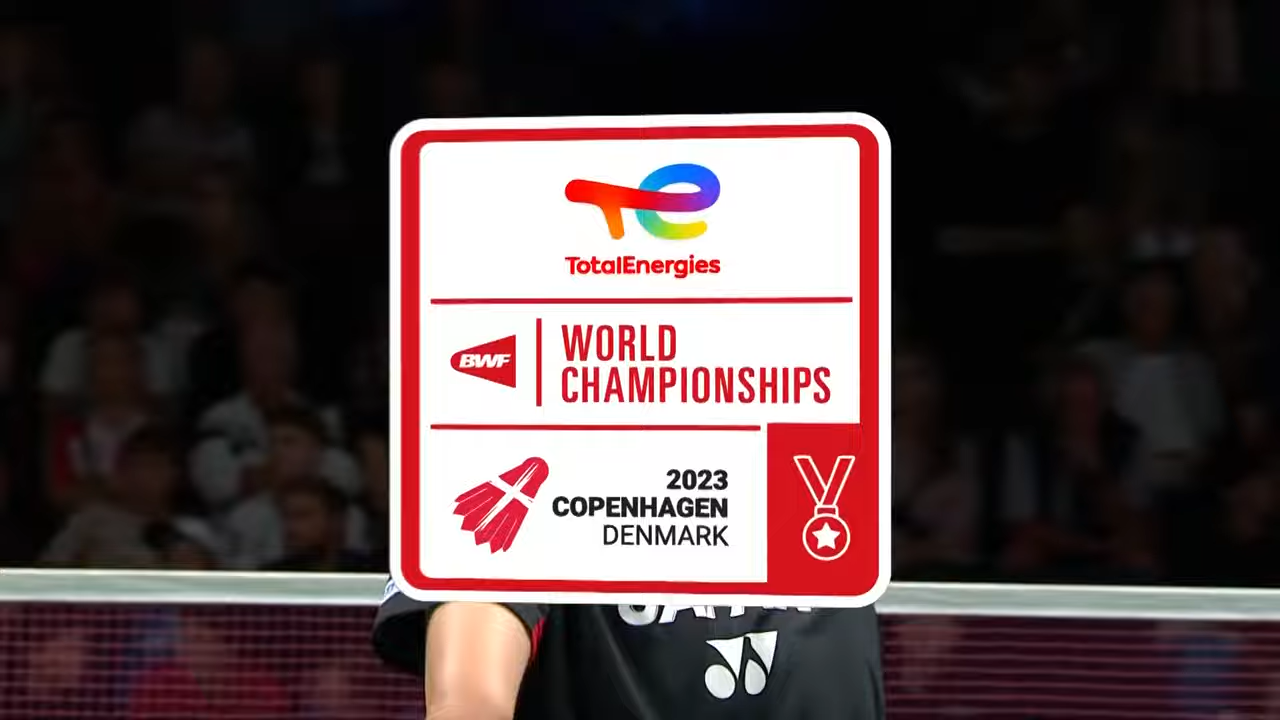 TotalEnergies
BWF
WORLD
CHAMPIONSHIPS
2023
COPENHAGEN
DENMARK